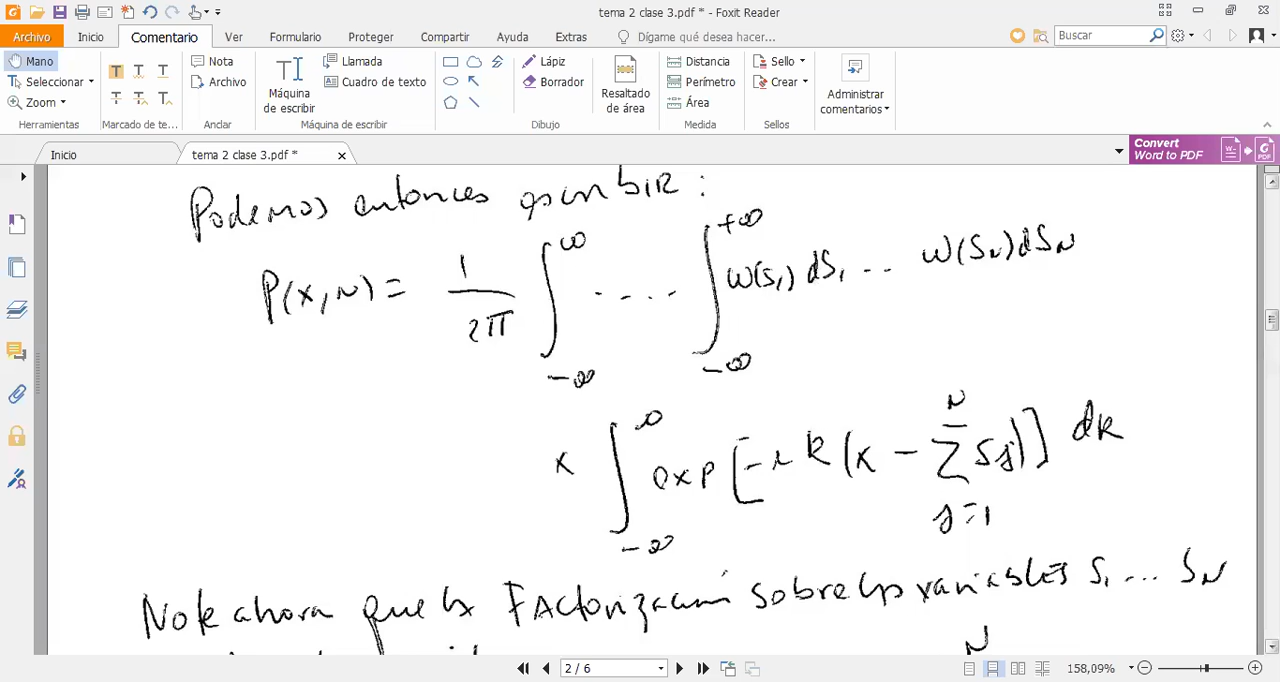 tema 2 clase 3.pdf * - Foxit Reader
Archivo Inicio Comentario Ver Formulario Proteger Compartir Ayuda Extras Dígame qué desea hacer... Buscar
Mano
Seleccionar
Zoom
Herramientas
T T T
T T T
Marcado de te...
Nota
Archivo
Anclar
Máquina de escribir
Llamada
Cuadro de texto
Máquina de escribir
Lápiz
Borrador
Dibujo
Resaltado de área
Distancia
Perímetro
Área
Medida
Sello
Crear
Sellos
Administrar comentarios
Inicio tema 2 clase 3.pdf * Convert Word to PDF
Podemos entonces escribir :
P(x,N) = 1/2π ∫_{-∞}^{∞} .... ∫_{-∞}^{+∞} w(s₁) ds₁ ... w(s_N) ds_N
x ∫_{-∞}^{∞} exp [-i k (x - Σ_{j=1}^{N} s_j)] dk
Note ahora que la Factorización sobre las variables s₁ ... s_N
N
2 / 6 158,09%